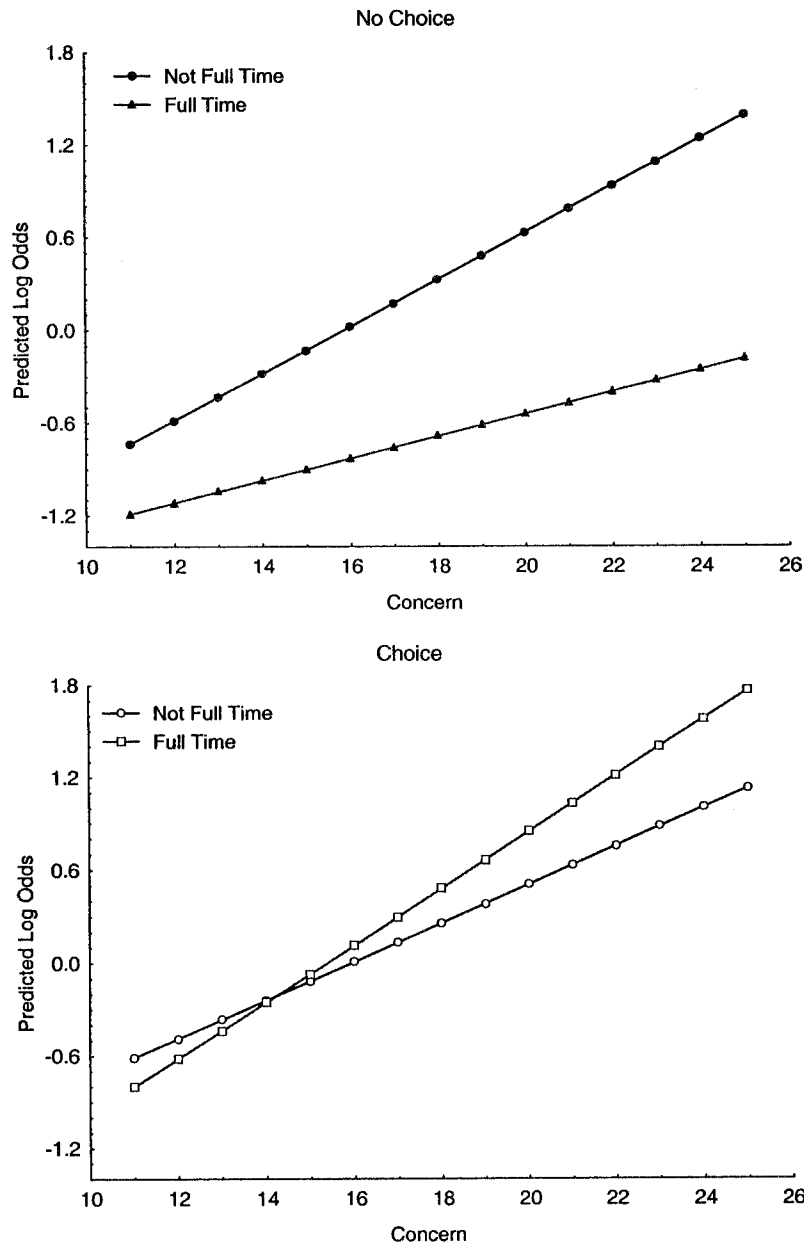 No Choice
1.8
1.2
0.6
0.0
-0.6
-1.2
Predicted Log Odds
Not Full Time
Full Time
10 12 14 16 18 20 22 24 26
Concern
Choice
1.8
1.2
0.6
0.0
-0.6
-1.2
Predicted Log Odds
Not Full Time
Full Time
10 12 14 16 18 20 22 24 26
Concern